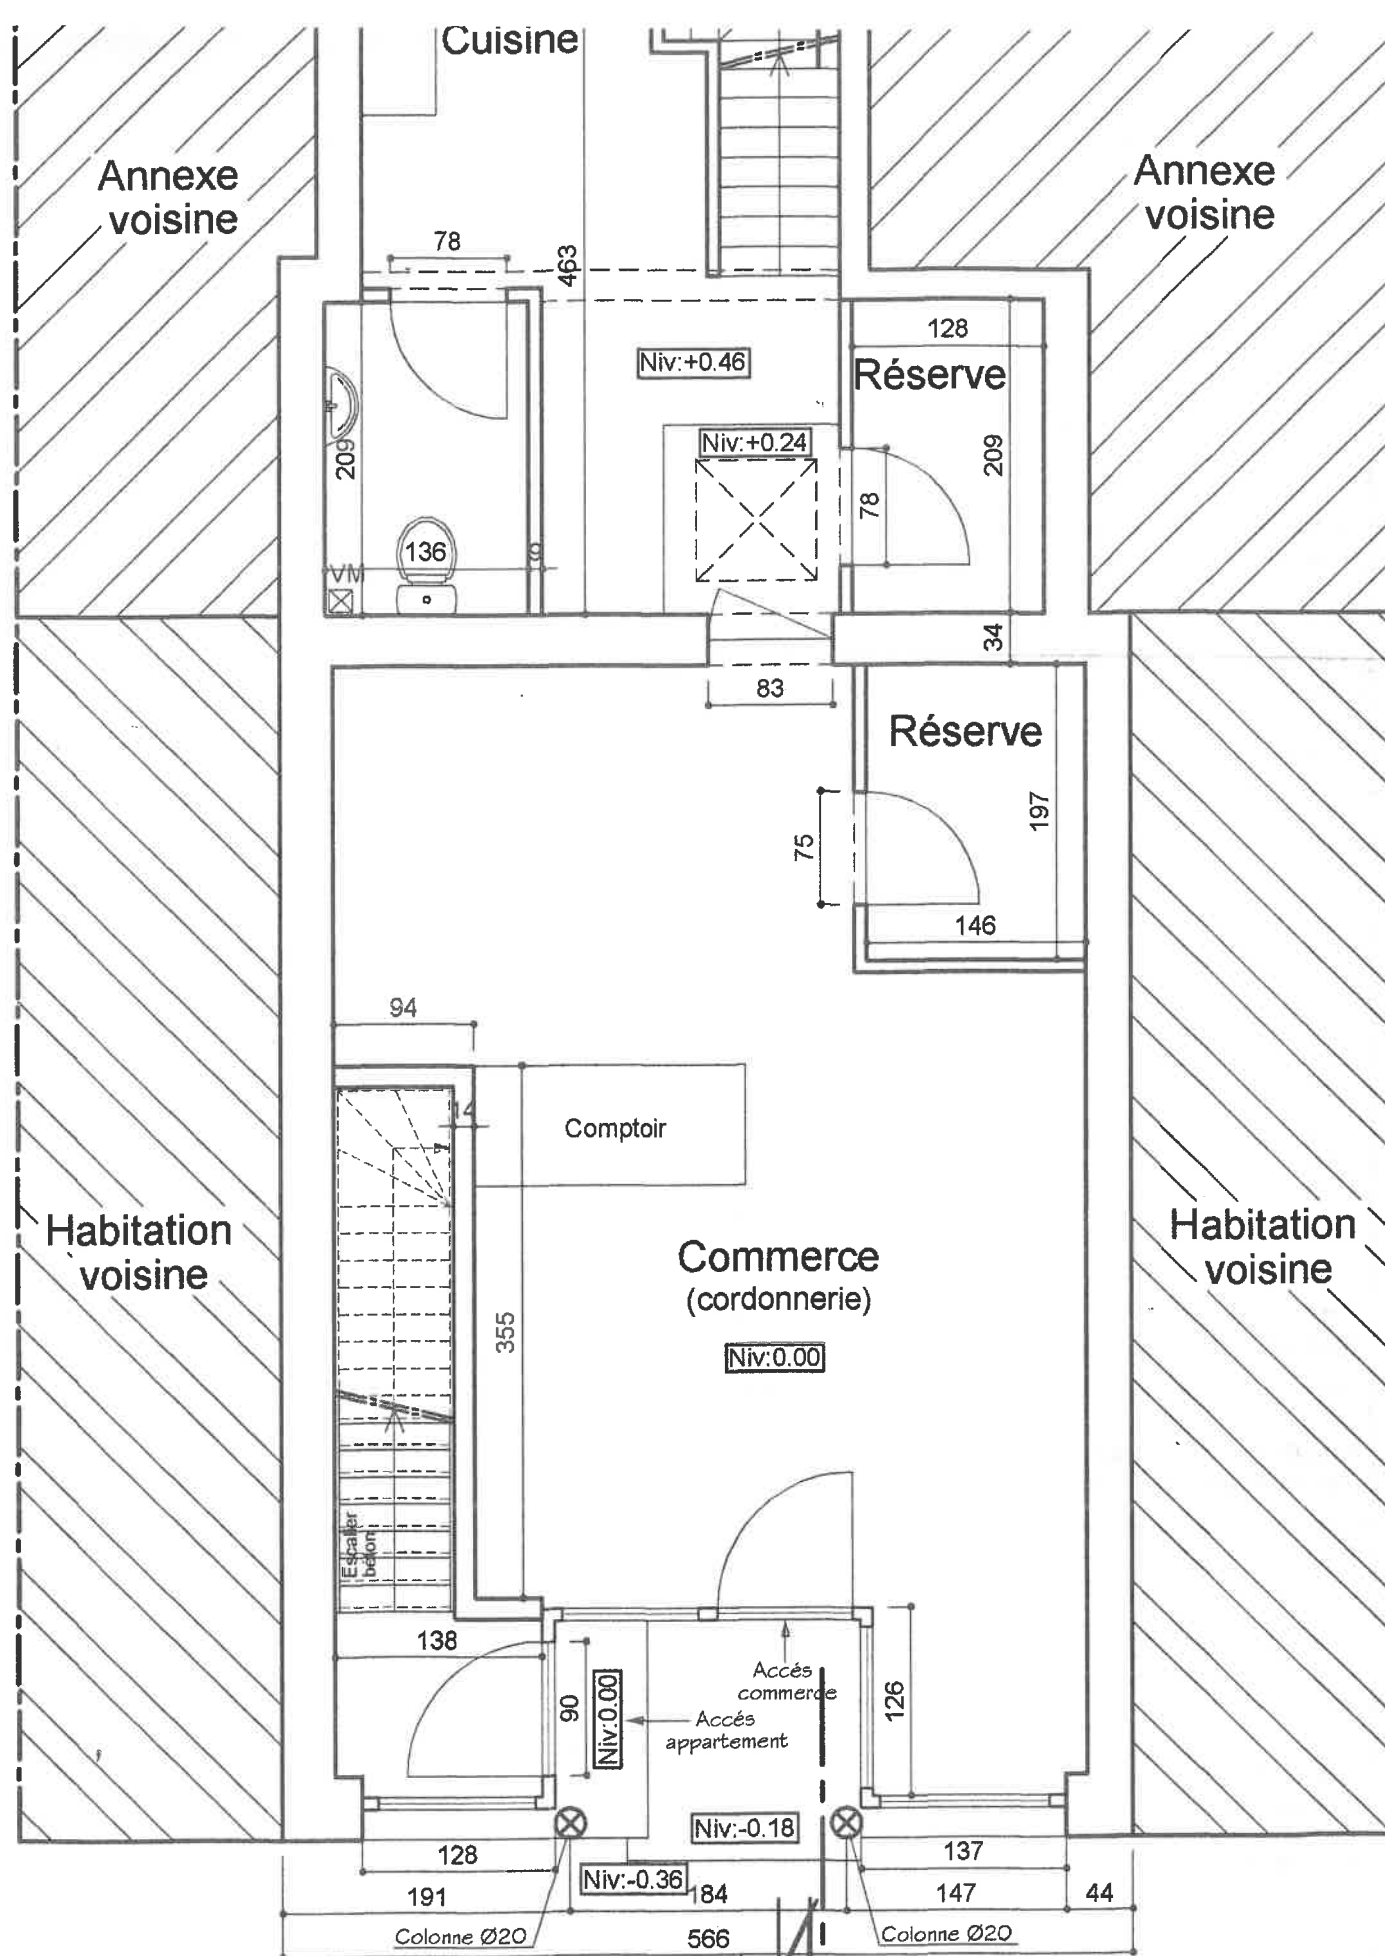 Cuisine
Annexe
voisine
Annexe
voisine
78
463
128
Niv:+0.46
Réserve
Niv:+0.24
209
209
78
136
9
VM
34
83
Réserve
197
75
146
94
14
Comptoir
Habitation
voisine
Commerce
(cordonnerie)
Habitation
voisine
355
Niv:0.00
Escalier
béton
138
Accés
commerce
90
Niv:0.00
Accés
appartement
126
Niv:-0.18
128
137
Niv:-0.36
191
184
147
44
Colonne Ø20
566
Colonne Ø20